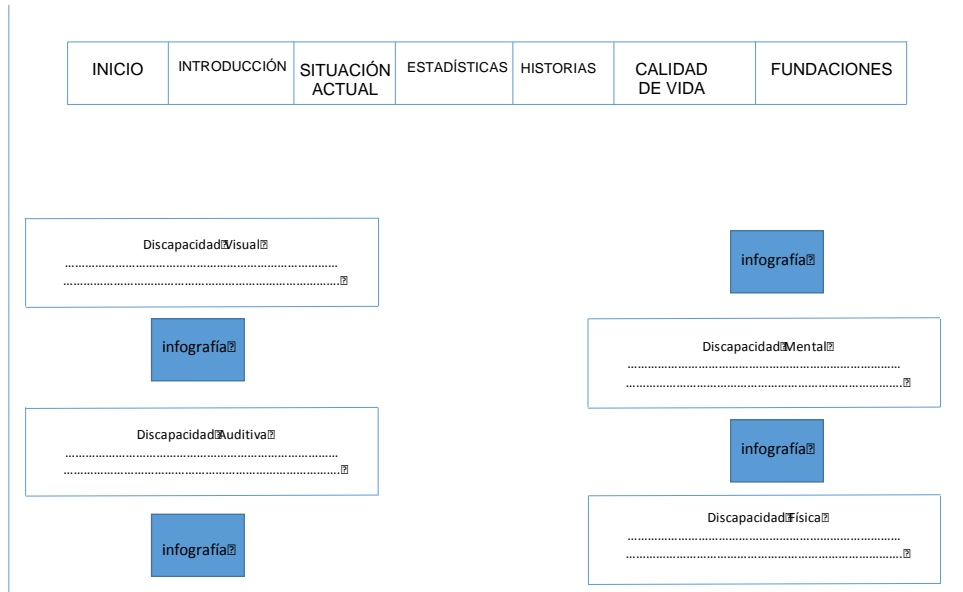 INICIO
INTRODUCCIÓN
SITUACIÓN
ACTUAL
ESTADÍSTICAS
HISTORIAS
CALIDAD
DE VIDA
FUNDACIONES
Discapacidad Visual
……………………………………………………………………
…………………………………………………………………….
infografía
Discapacidad Auditiva
……………………………………………………………………
…………………………………………………………………….
infografía
infografía
Discapacidad Mental
……………………………………………………………………
…………………………………………………………………….
infografía
Discapacidad Física
……………………………………………………………………
…………………………………………………………………….